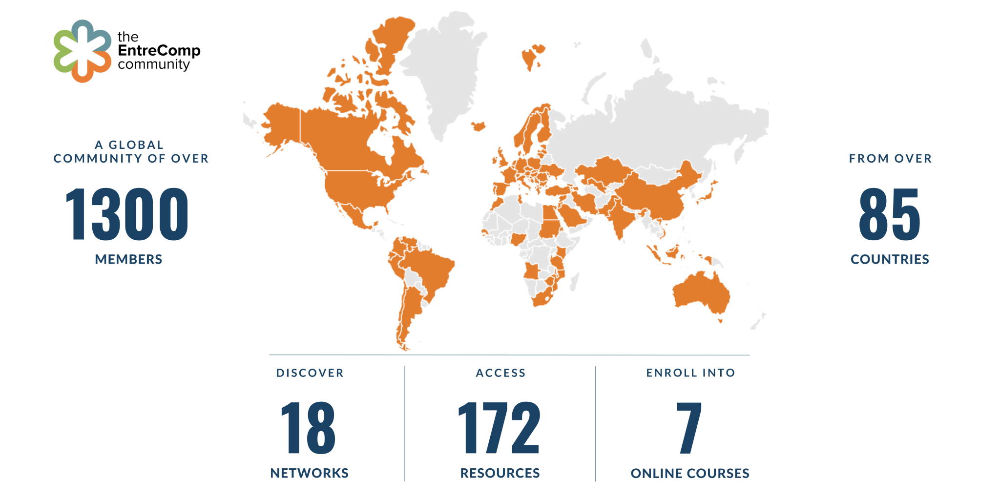 the
EntreComp
community
A GLOBAL
COMMUNITY OF OVER
1300
MEMBERS
FROM OVER
85
COUNTRIES
DISCOVER
18
NETWORKS
ACCESS
172
RESOURCES
ENROLL INTO
7
ONLINE COURSES